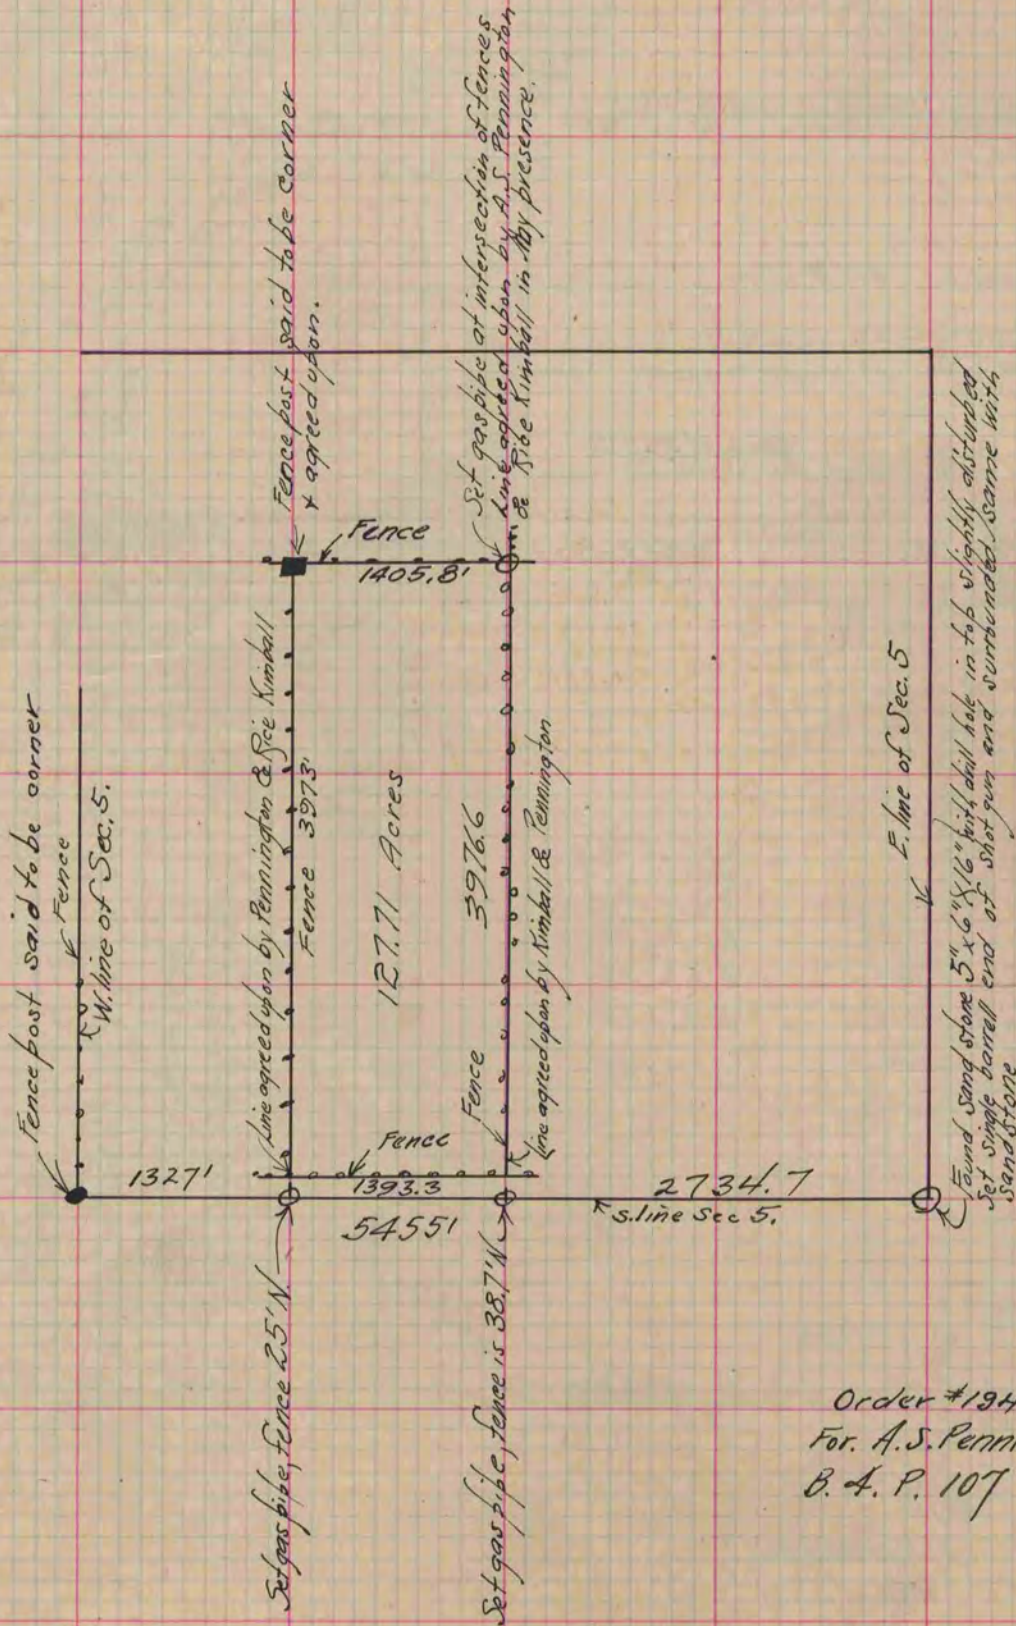 Fence post said to be corner
& agreed upon.
Set gas pipe at intersection of fences
Line agreed upon by A.S. Pennington
& Ribe Kimball in my presence.
Fence
1405.8'
Fence post said to be corner
Fence
W. line of Sec. 5.
Line agreed upon by Pennington & Rice Kimball
Fence 3973'
127.71 Acres
3976.6
Fence
line agreed upon by Kimball & Pennington
E. line of Sec. 5
Found sand stone 5" x 6" X 16" with drill hole in top slightly disturbed
Set single barrell end of shot gun and surrounded same with
sand stone
1327'
Fence
1393.3
5455'
2734.7
S. line Sec 5.
Set gas pipe, fence 25' N.
Set gas pipe, fence is 38.7' N.
Order #194
For. A.S. Penn
B. 4. P. 107